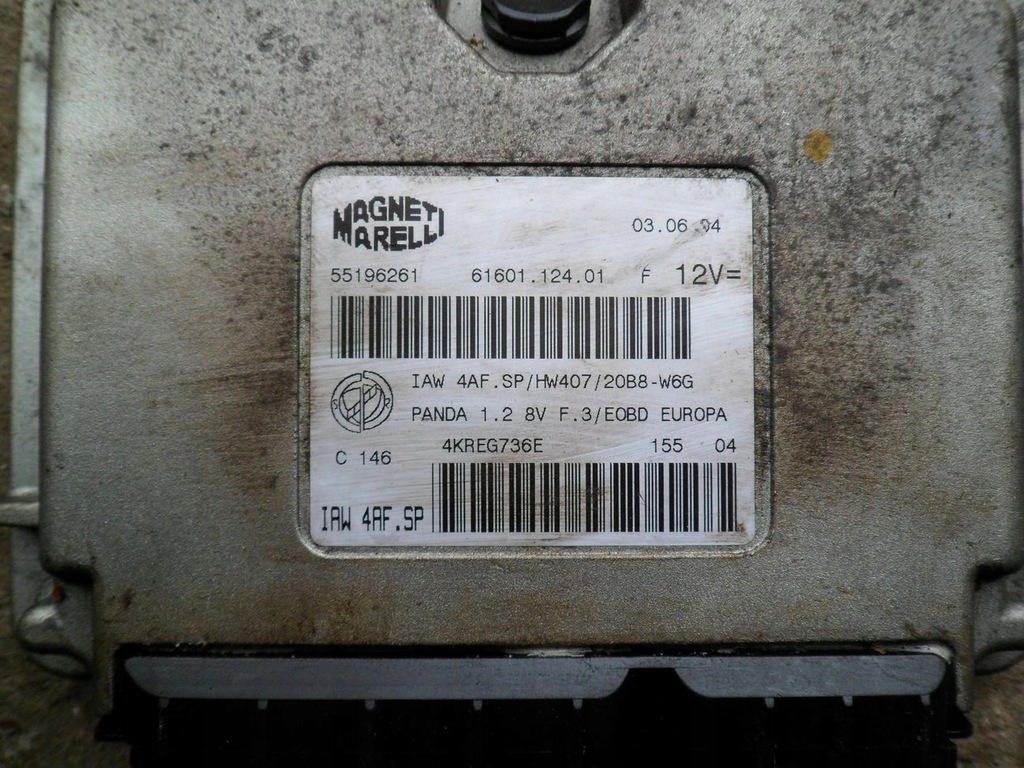 MAGNETI
MARELLI
03.06.04
55196261 61601.124.01 F 12V=
IAW 4AF.SP/HW407/20B8-W6G
PANDA 1.2 8V F.3/EOBD EUROPA
C 146 4KREG736E 155 04
IAW 4AF.SP